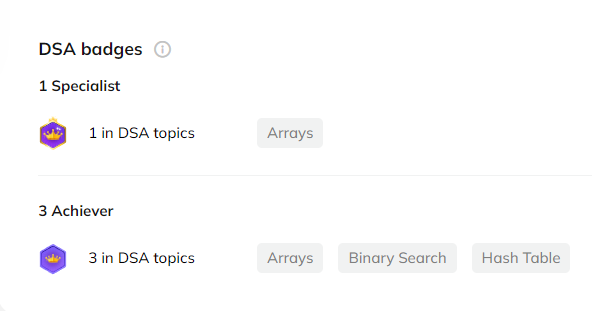 DSA badges
1 Specialist
1 in DSA topics Arrays
3 Achiever
3 in DSA topics Arrays Binary Search Hash Table